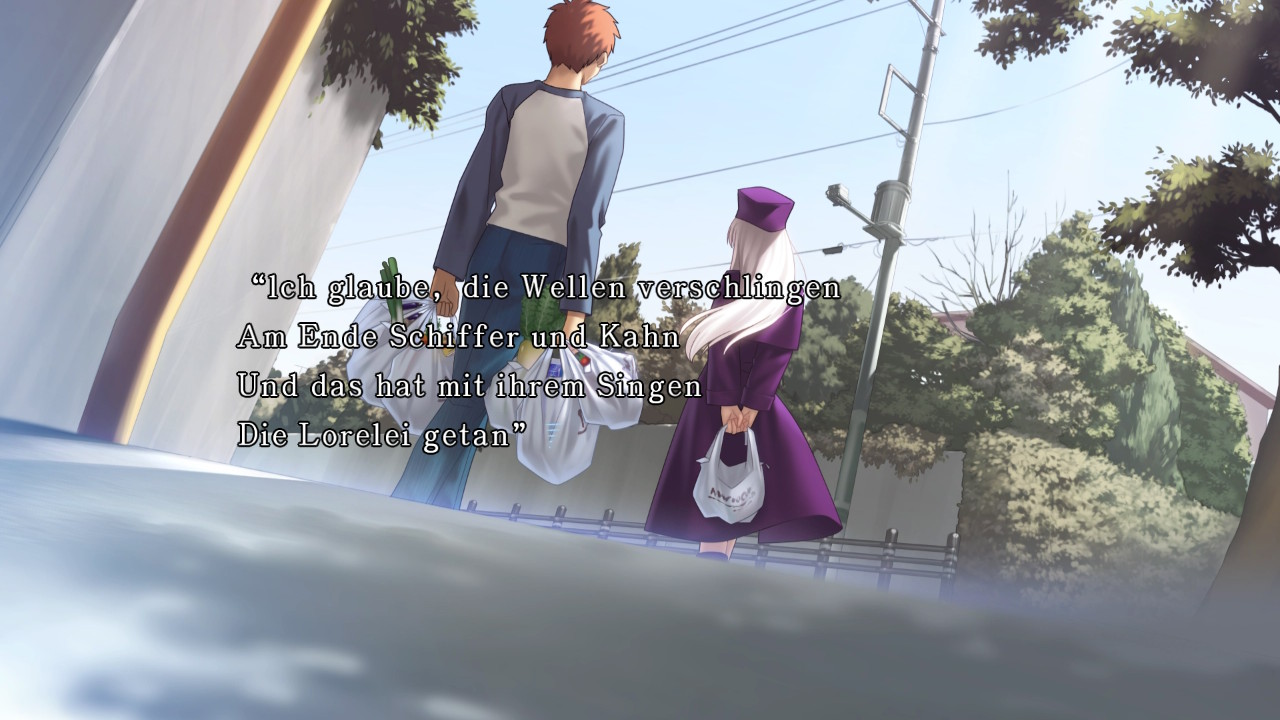 “Ich glaube, die Wellen verschlingen
Am Ende Schiffer und Kahn
Und das hat mit ihrem Singen
Die Lorelei getan”